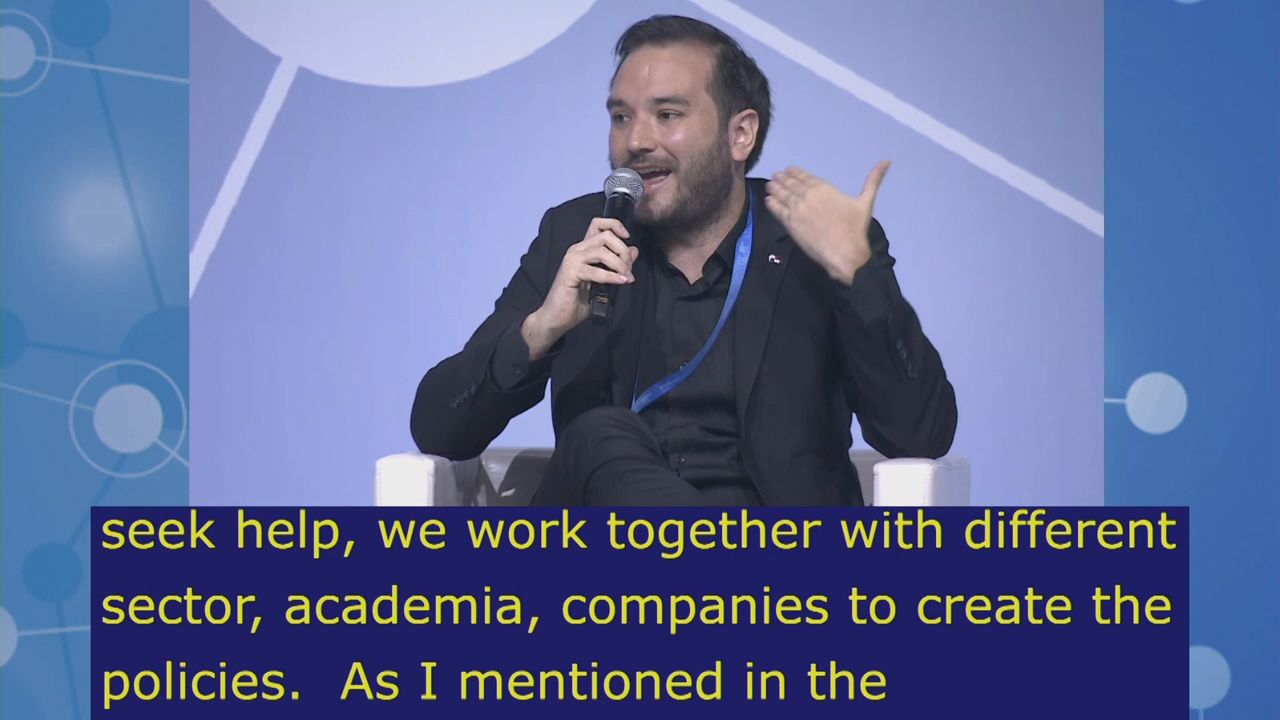 seek help, we work together with different
sector, academia, companies to create the
policies.  As I mentioned in the